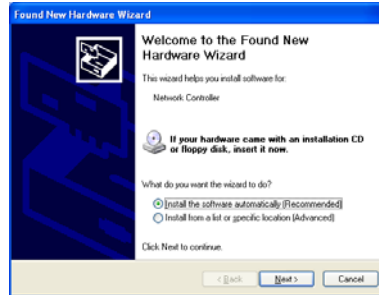 Found New Hardware Wizard
Welcome to the Found New
Hardware Wizard
This wizard helps you install software for:
Network Controller
If your hardware came with an installation CD
or floppy disk, insert it now.
What do you want the wizard to do?
Install the software automatically (Recommended)
Install from a list or specific location (Advanced)
Click Next to continue.
< Back
Next >
Cancel